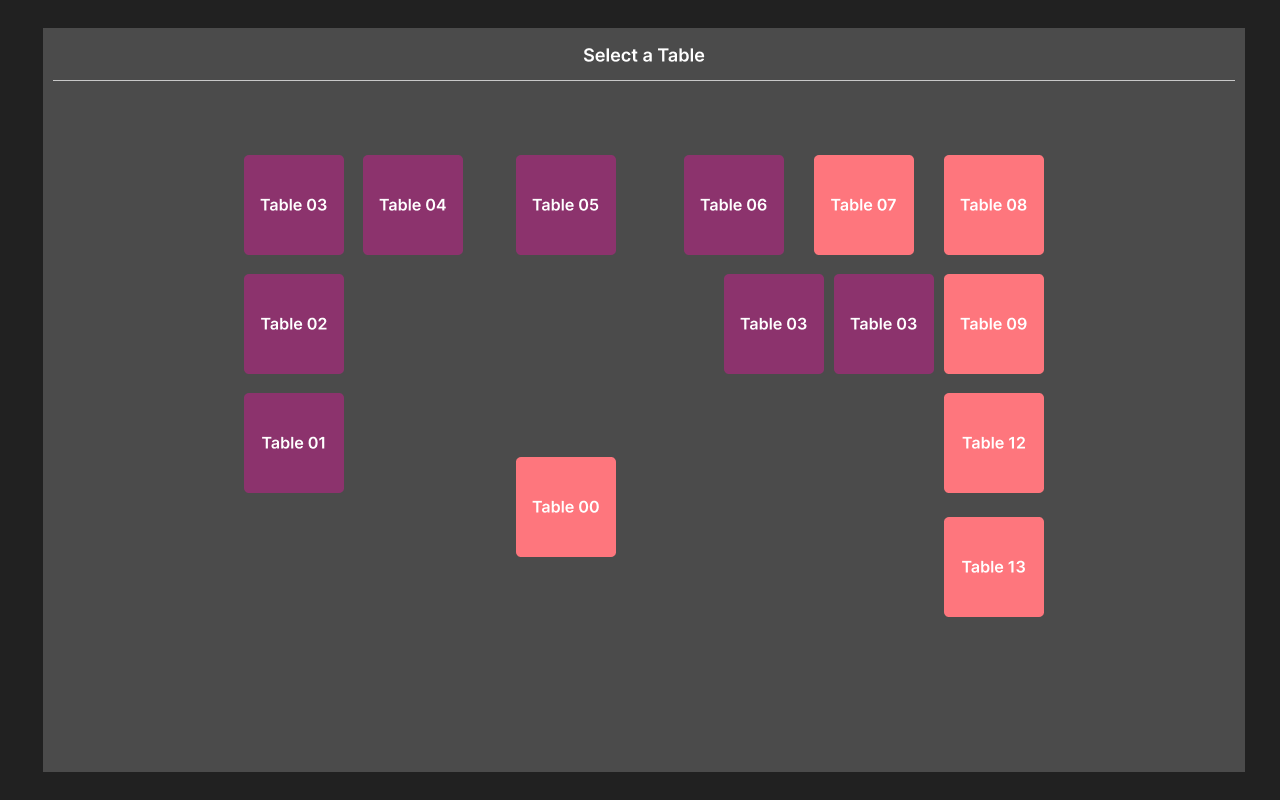 Select a Table
Table 03
Table 04
Table 05
Table 06
Table 07
Table 08
Table 02
Table 03
Table 03
Table 09
Table 01
Table 12
Table 00
Table 13